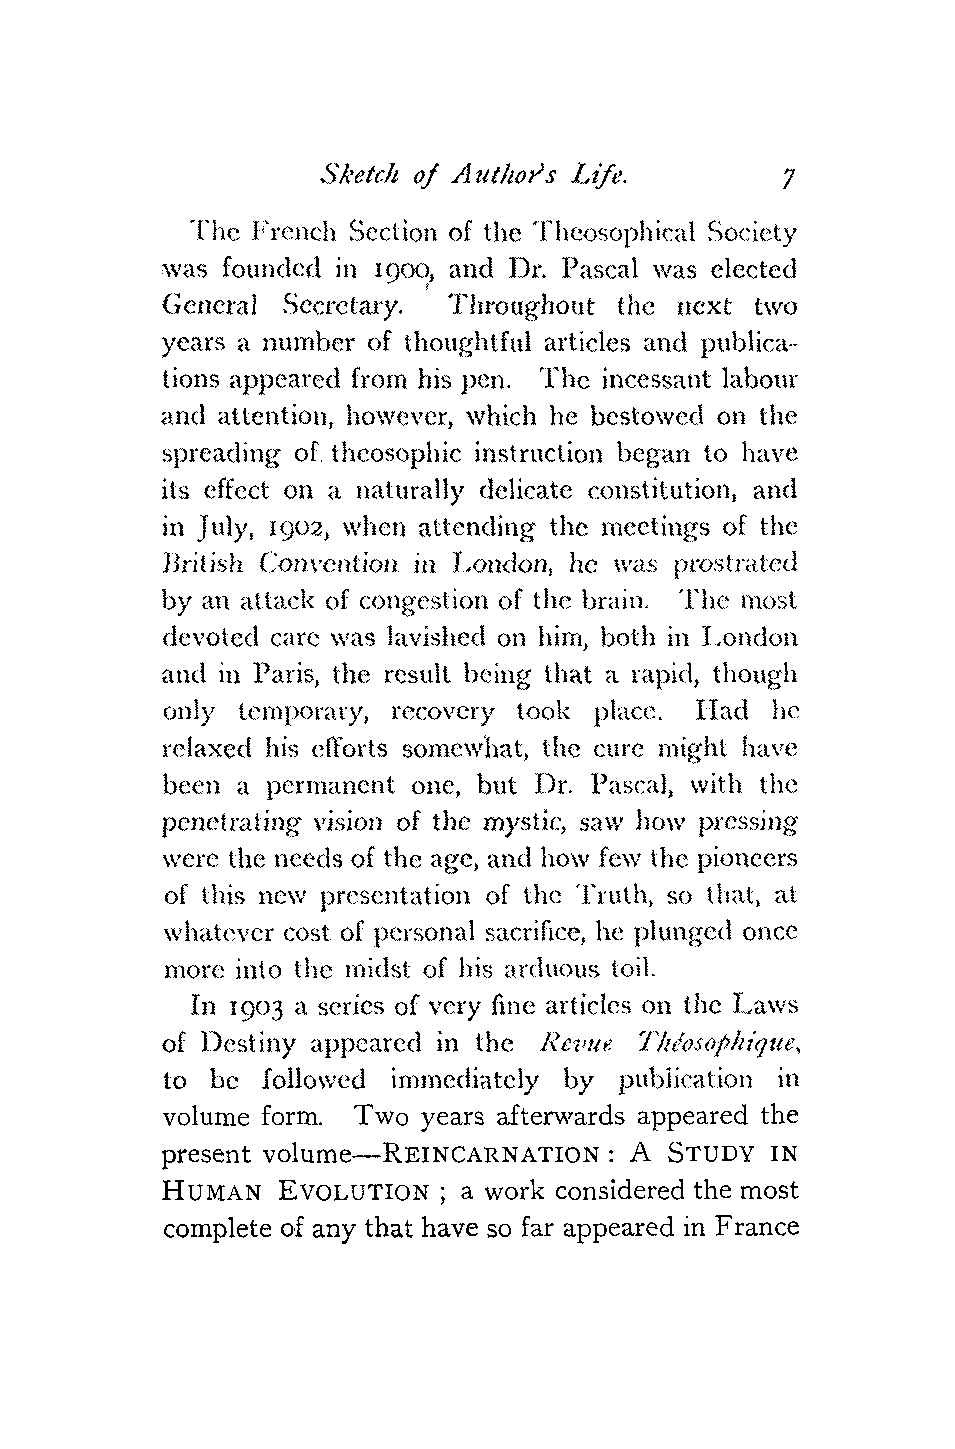 Sketch of Author's Life. 7
The French Section of the Theosophical Society
was founded in 1900, and Dr. Pascal was elected
General Secretary. Throughout the next two
years a number of thoughtful articles and publica-
tions appeared from his pen. The incessant labour
and attention, however, which he bestowed on the
spreading of theosophic instruction began to have
its effect on a naturally delicate constitution, and
in July, 1902, when attending the meetings of the
British Convention in London, he was prostrated
by an attack of congestion of the brain. The most
devoted care was lavished on him, both in London
and in Paris, the result being that a rapid, though
only temporary, recovery took place. Had he
relaxed his efforts somewhat, the cure might have
been a permanent one, but Dr. Pascal, with the
penetrating vision of the mystic, saw how pressing
were the needs of the age, and how few the pioneers
of this new presentation of the Truth, so that, at
whatever cost of personal sacrifice, he plunged once
more into the midst of his arduous toil.
In 1903 a series of very fine articles on the Laws
of Destiny appeared in the Revue Théosophique,
to be followed immediately by publication in
volume form. Two years afterwards appeared the
present volume—REINCARNATION : A STUDY IN
HUMAN EVOLUTION ; a work considered the most
complete of any that have so far appeared in France